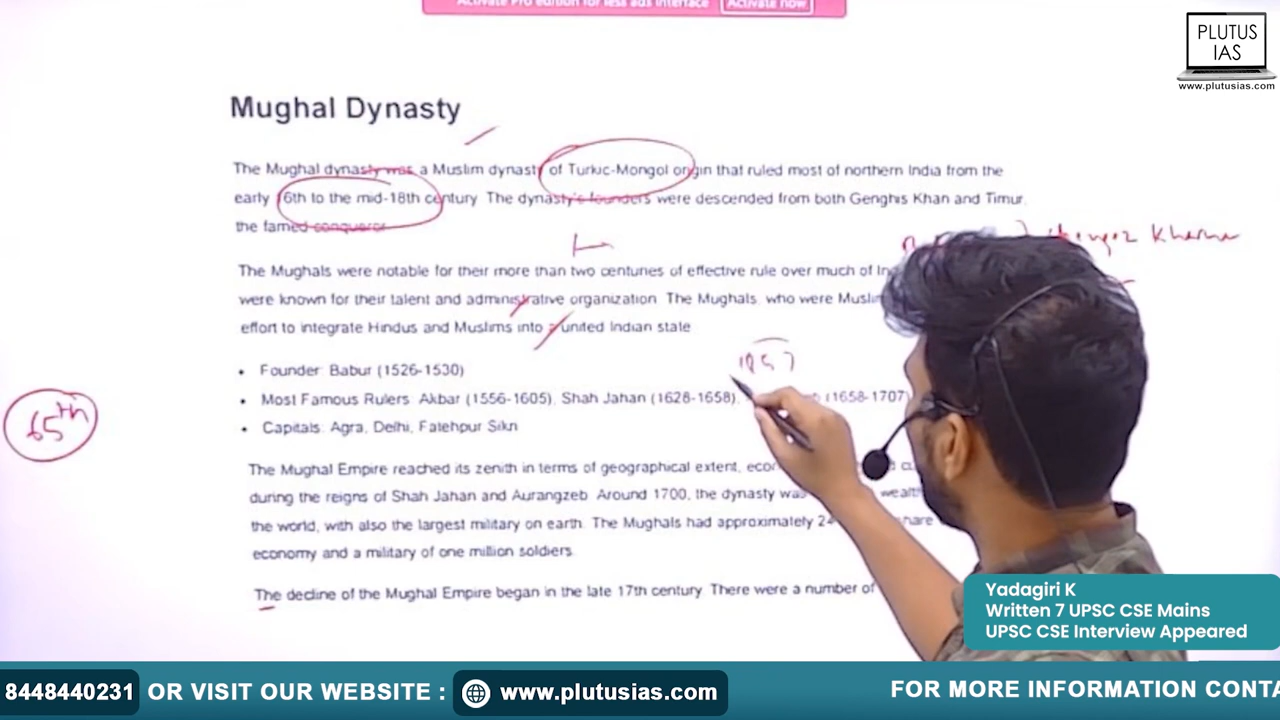 Activate Pro edition for less ads interface Activate now
PLUTUS
IAS
www.plutusias.com
Mughal Dynasty
The Mughal dynasty was a Muslim dynasty of Turkic-Mongol origin that ruled most of northern India from the
early 16th to the mid-18th century The dynasty's founders were descended from both Genghis Khan and Timur,
the famed conqueror
The Mughals were notable for their more than two centuries of effective rule over much of
were known for their talent and administrative organization The Mughals, who were
effort to integrate Hindus and Muslims into a united Indian state
1857
• Founder: Babur (1526-1530)
• Most Famous Rulers Akbar (1556-1605), Shah Jahan (1628-1658), (1658-1707)
65th
• Capitals: Agra, Delhi, Fatehpur Sikri
The Mughal Empire reached its zenith in terms of geographical extent,
during the reigns of Shah Jahan and Aurangzeb Around 1700, the dynasty was
the world, with also the largest military on earth. The Mughals had approximately
economy and a military of one million soldiers
The decline of the Mughal Empire began in the late 17th century There were a number of
Yadagiri K
Written 7 UPSC CSE Mains
UPSC CSE Interview Appeared
8448440231 OR VISIT OUR WEBSITE : www.plutusias.com FOR MORE INFORMATION